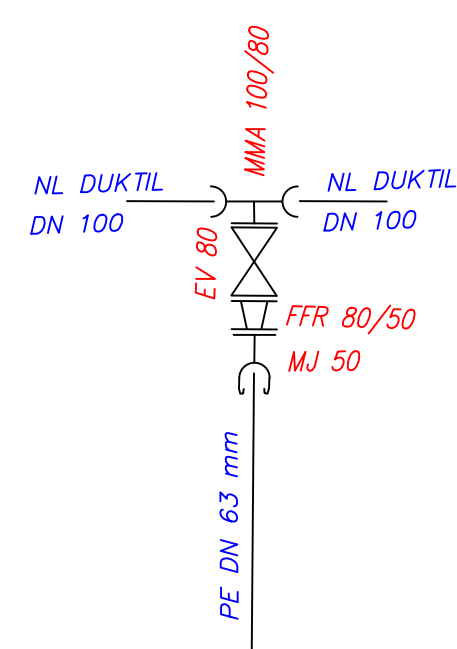 MMA 100/80
NL DUKTIL
DN 100
NL DUKTIL
DN 100
EV 80
FFR 80/50
MJ 50
PE DN 63 mm